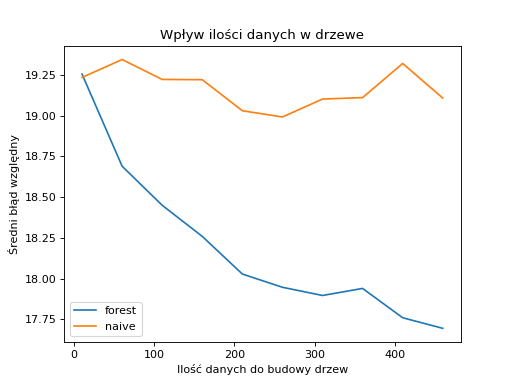 Wpływ ilości danych w drzewe
Średni błąd względny
19.25
19.00
18.75
18.50
18.25
18.00
17.75
forest
naive
0
100
200
300
400
Ilość danych do budowy drzew